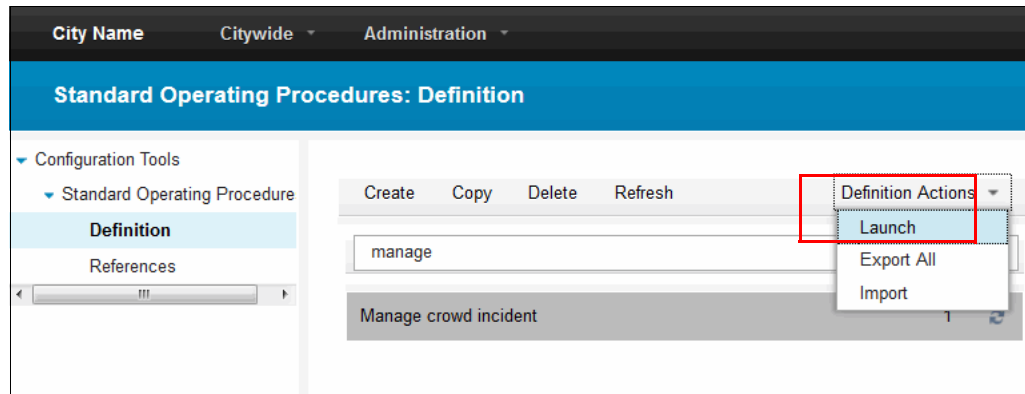 City Name Citywide Administration
Standard Operating Procedures: Definition
Configuration Tools
Standard Operating Procedure
Definition
References
Create Copy Delete Refresh Definition Actions
Launch
Export All
Import
manage
Manage crowd incident 1